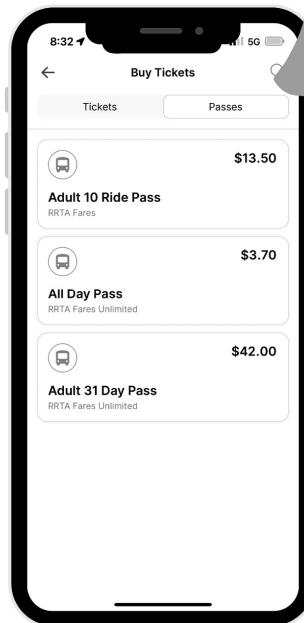 8:32
5G
Buy Tickets
Tickets Passes
$13.50
Adult 10 Ride Pass
RRTA Fares
$3.70
All Day Pass
RRTA Fares Unlimited
$42.00
Adult 31 Day Pass
RRTA Fares Unlimited